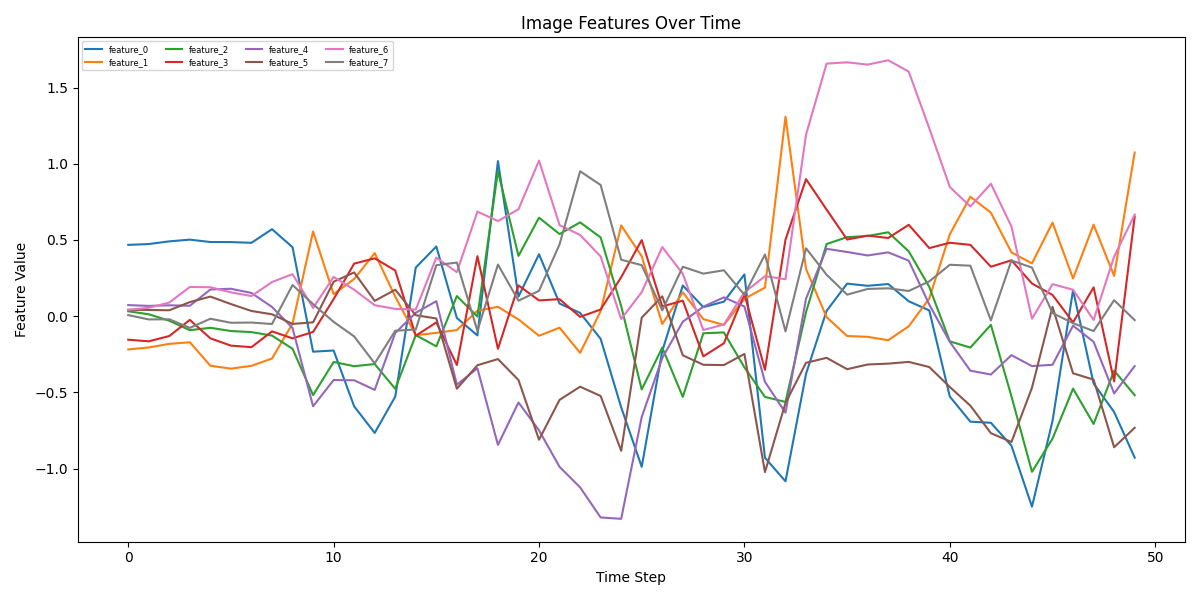 Image Features Over Time
feature_0 feature_2 feature_4 feature_6
feature_1 feature_3 feature_5 feature_7
Feature Value
1.5
1.0
0.5
0.0
−0.5
−1.0
0 10 20 30 40 50
Time Step